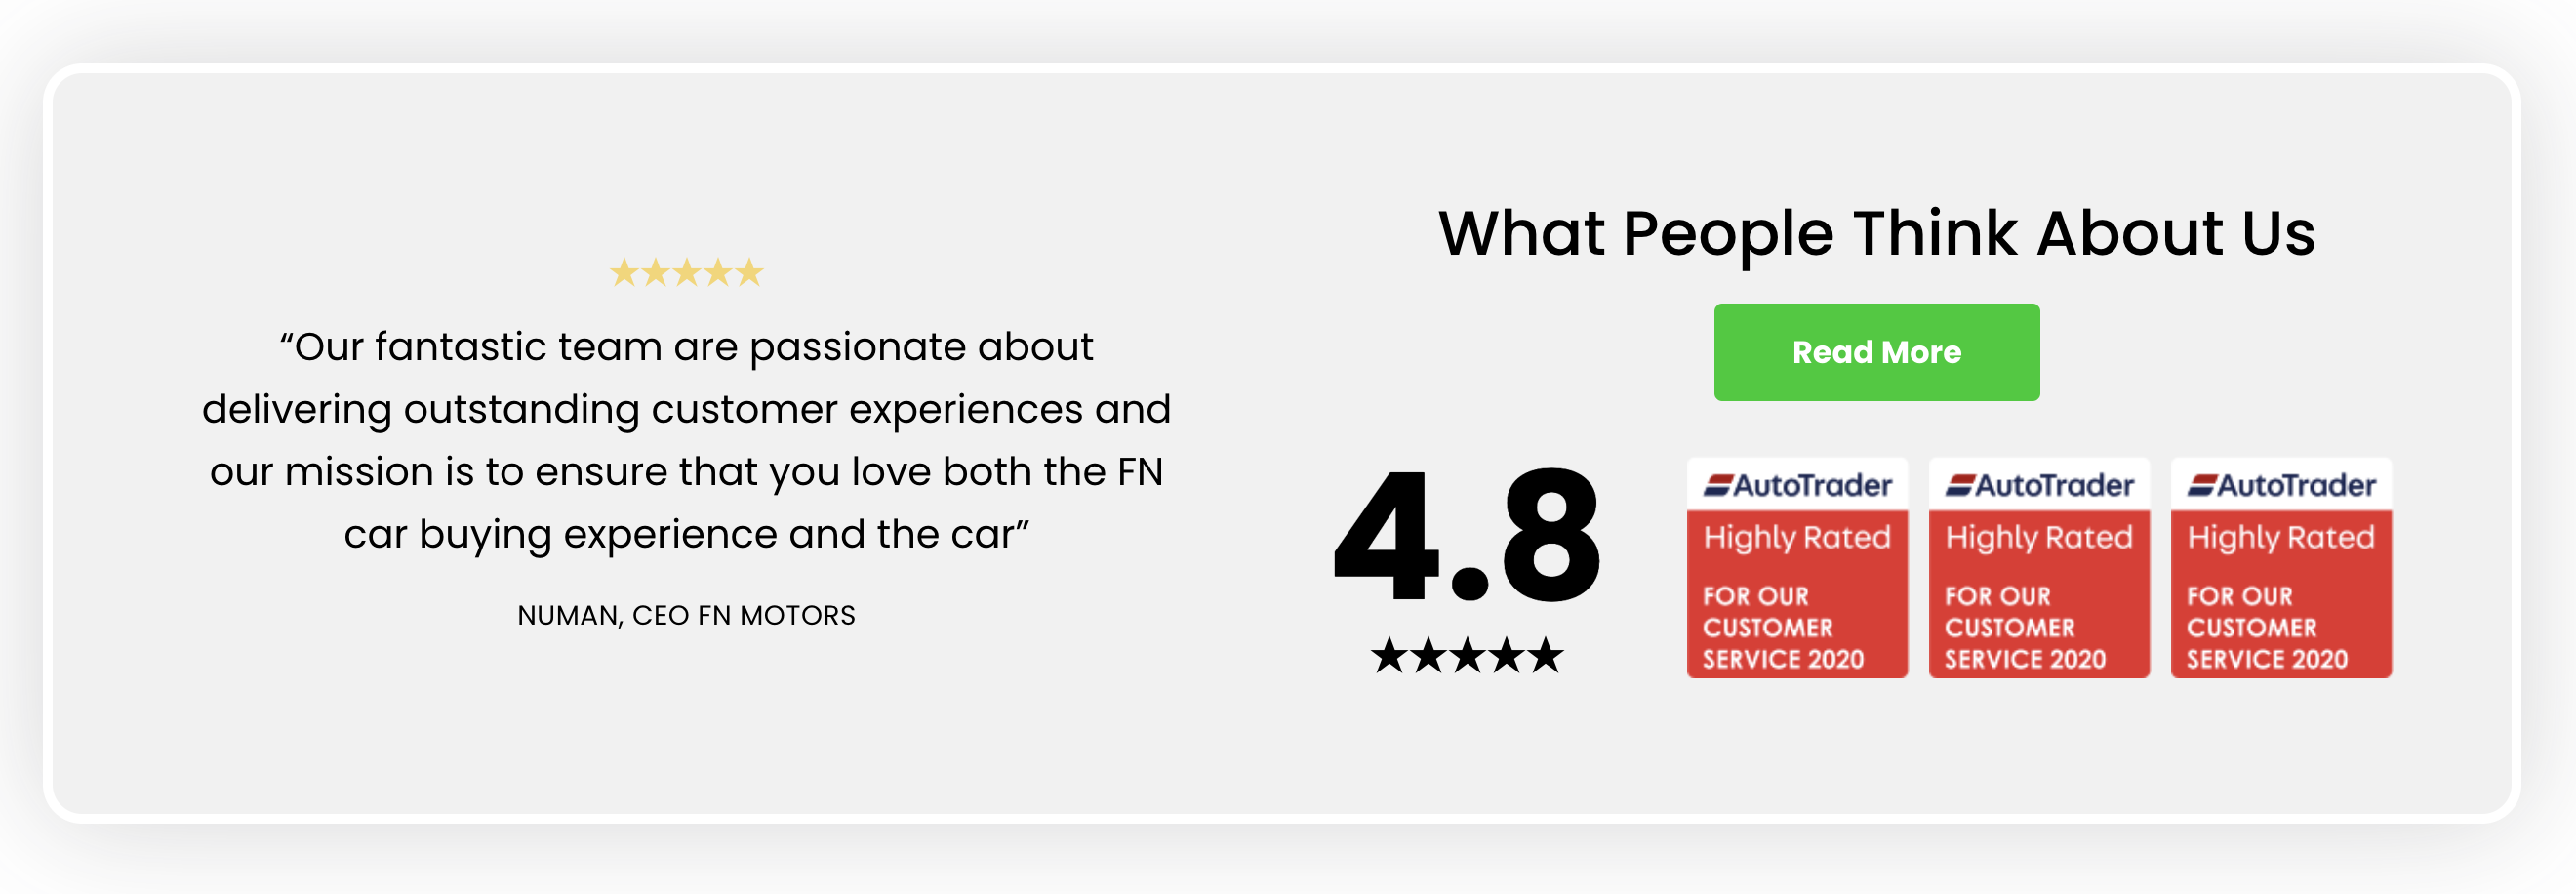 “Our fantastic team are passionate about
delivering outstanding customer experiences and
our mission is to ensure that you love both the FN
car buying experience and the car”
NUMAN, CEO FN MOTORS
What People Think About Us
Read More
4.8
AutoTrader
Highly Rated
FOR OUR
CUSTOMER
SERVICE 2020
AutoTrader
Highly Rated
FOR OUR
CUSTOMER
SERVICE 2020
AutoTrader
Highly Rated
FOR OUR
CUSTOMER
SERVICE 2020